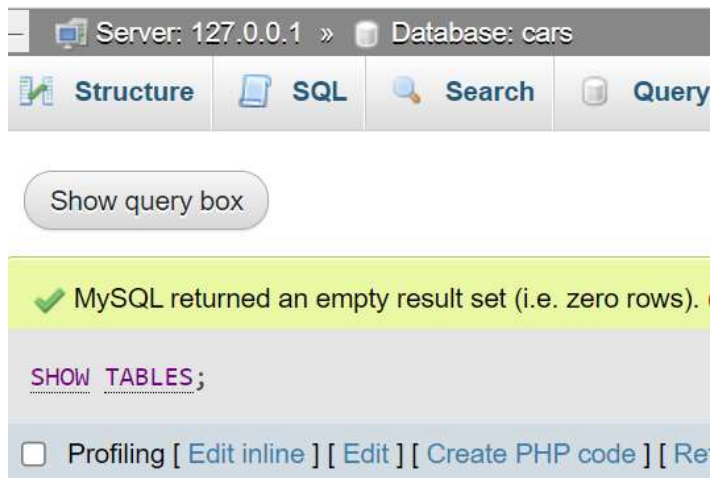 Server: 127.0.0.1 » Database: cars
Structure SQL Search Query
Show query box
MySQL returned an empty result set (i.e. zero rows). (
SHOW TABLES;
Profiling [ Edit inline ] [ Edit ] [ Create PHP code ] [